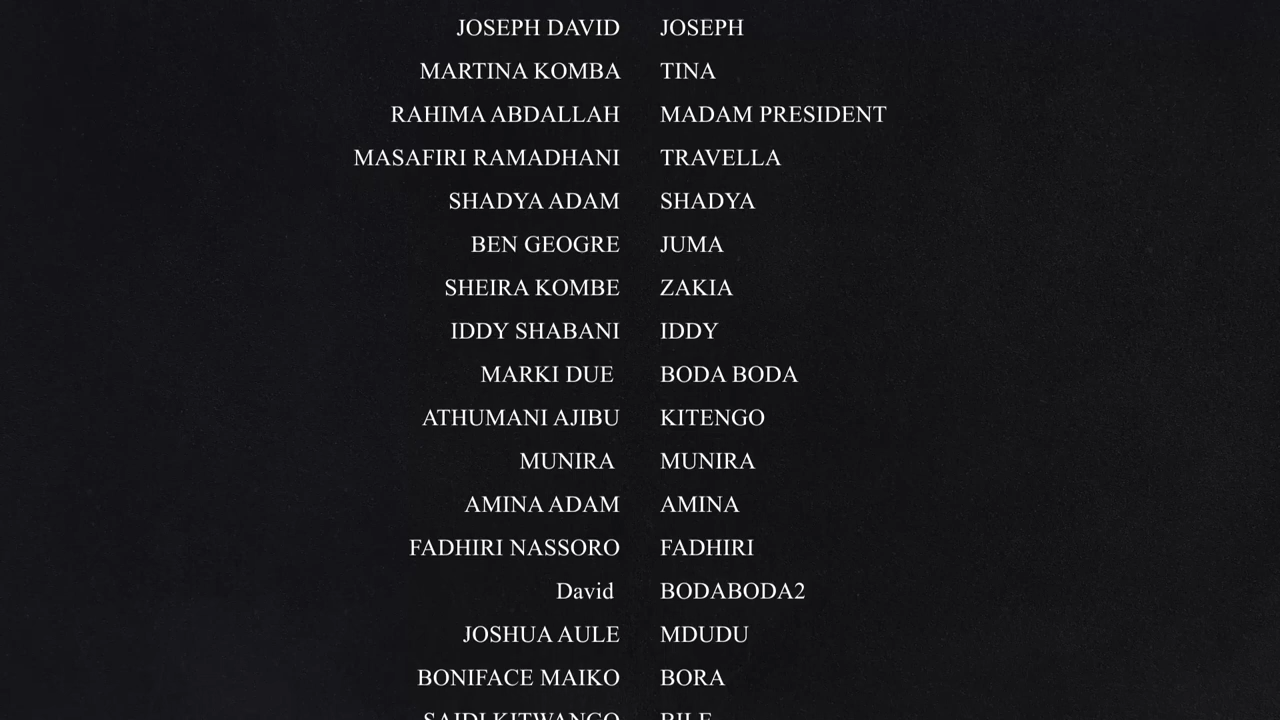 JOSEPH DAVID JOSEPH
MARTINA KOMBA TINA
RAHIMA ABDALLAH MADAM PRESIDENT
MASAFIRI RAMADHANI TRAVELLA
SHADYA ADAM SHADYA
BEN GEOGRE JUMA
SHEIRA KOMBE ZAKIA
IDDY SHABANI IDDY
MARKI DUE BODA BODA
ATHUMANI AJIBU KITENGO
MUNIRA MUNIRA
AMINA ADAM AMINA
FADHIRI NASSORO FADHIRI
David BODABODA2
JOSHUA AULE MDUDU
BONIFACE MAIKO BORA
SAIDI KITWANGO